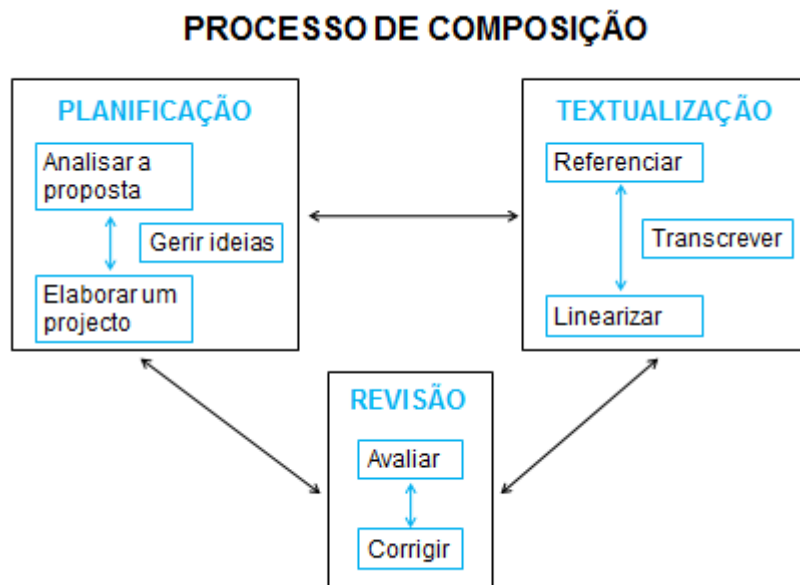 PROCESSO DE COMPOSIÇÃO
PLANIFICAÇÃO
Analisar a
proposta
Gerir ideias
Elaborar um
projecto
TEXTUALIZAÇÃO
Referenciar
Transcrever
Linearizar
REVISÃO
Avaliar
Corrigir